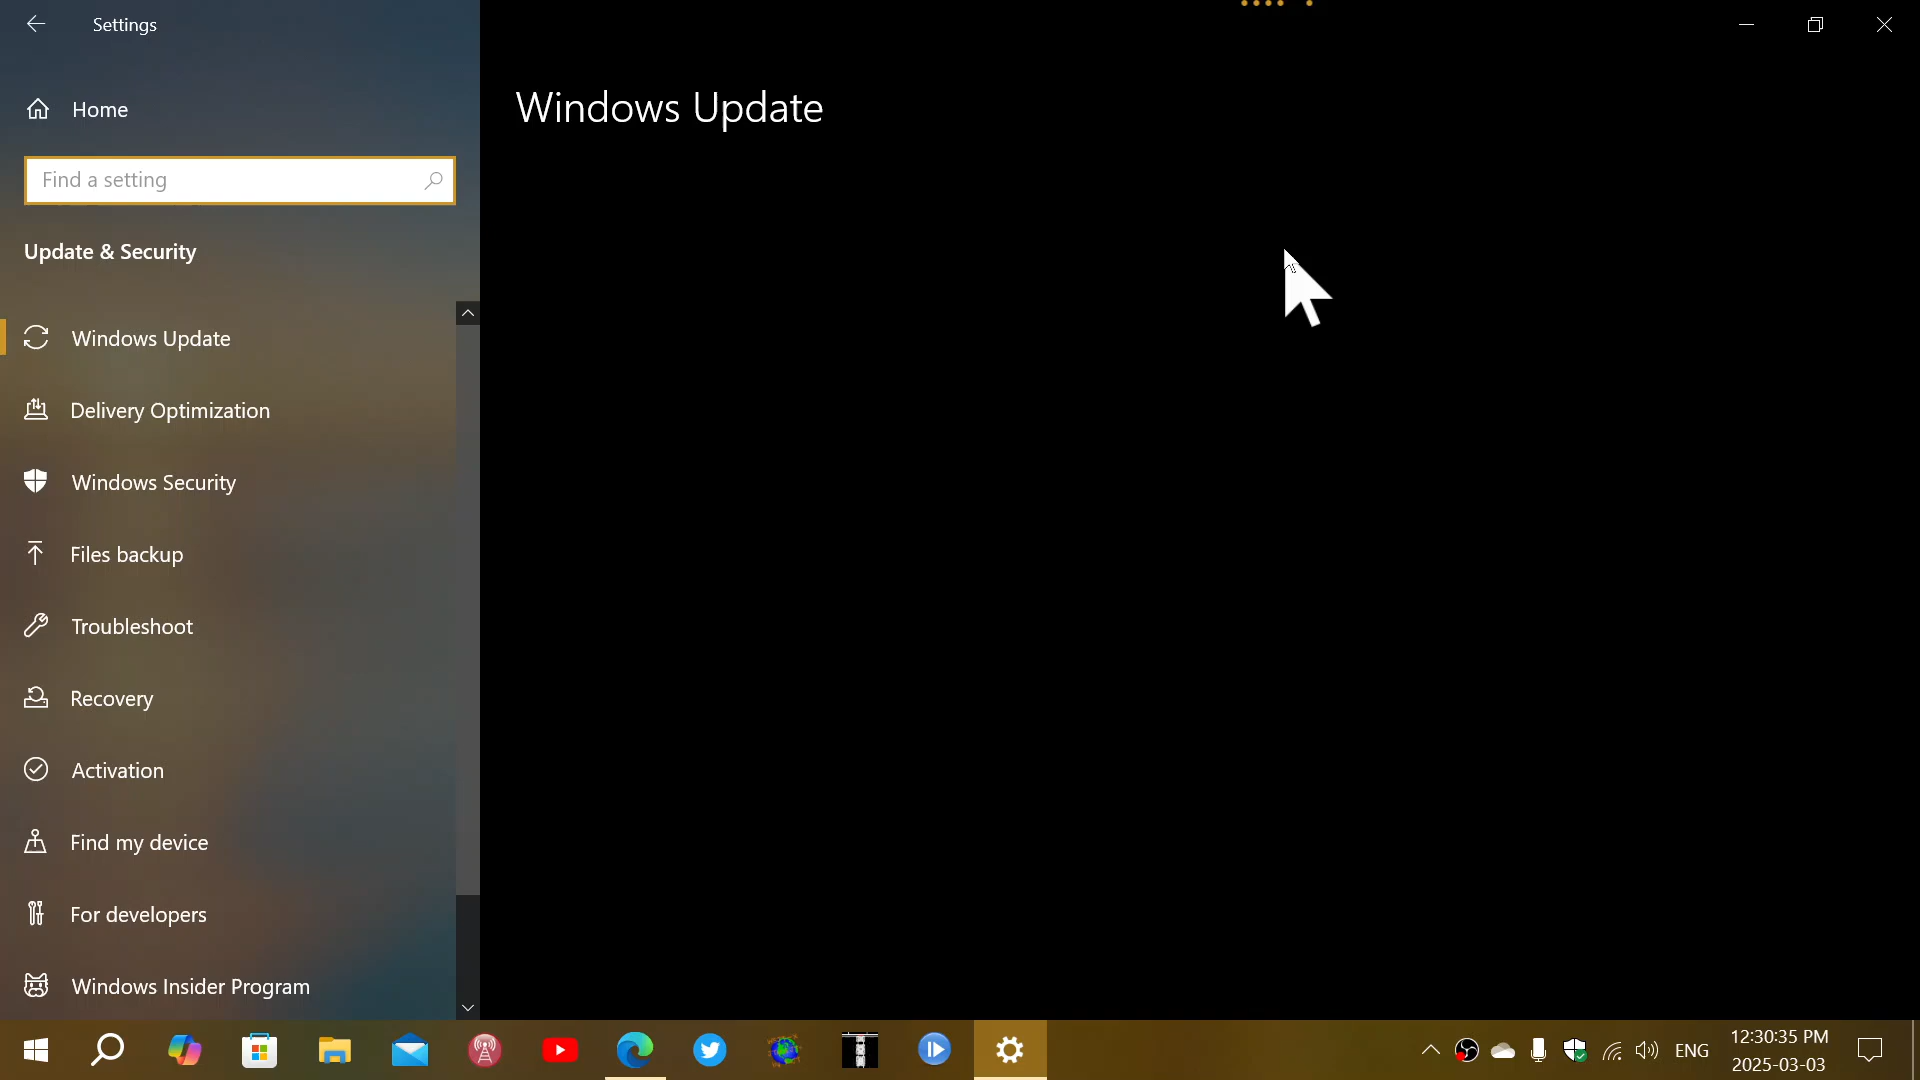 Settings
Home
Find a setting
Update & Security
Windows Update
Delivery Optimization
Windows Security
Files backup
Troubleshoot
Recovery
Activation
Find my device
For developers
Windows Insider Program
Windows Update
ENG
12:30:35 PM
2025-03-03